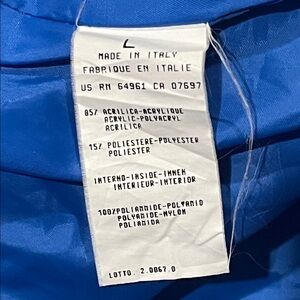 L
MADE IN ITALY
FABRIQUE EN ITALIE
US RN 64961 CA 07697
85% ACRILICA-ACRYLIQUE
ACRYLIC-POLYACRYL
ACRILICA
15% POLIESTERE-POLYESTER
POLIESTER
INTERNO-INSIDE-INNEN
INTERIEUR-INTERIOR
100%POLIAMMIDE-POLYAMID
POLYAMIDE-NYLON
POLIAMIDA
LOTTO. 2.0067.0